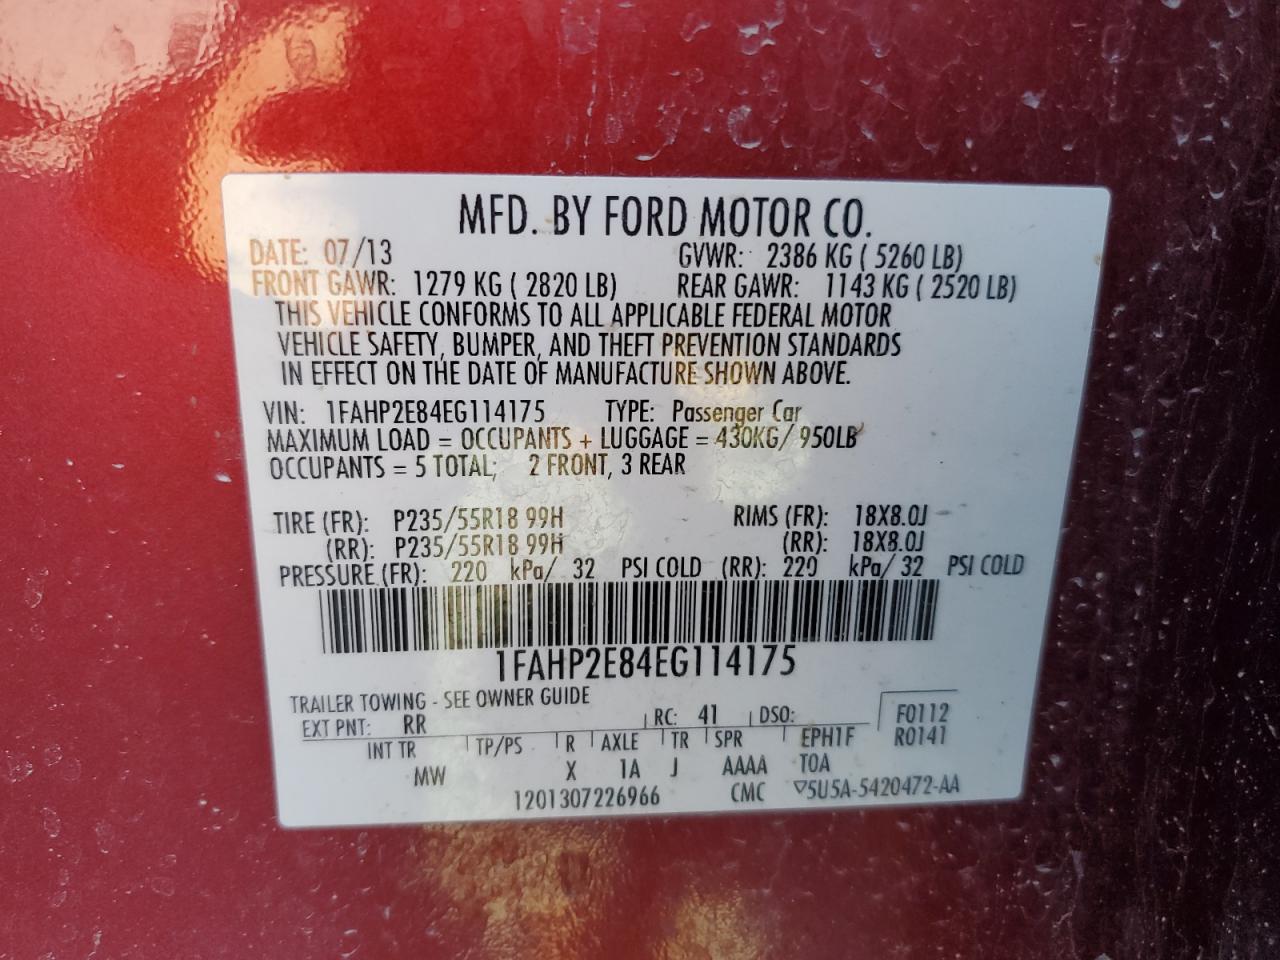 MFD. BY FORD MOTOR CO.
DATE: 07/13 GVWR: 2386 KG ( 5260 LB)
FRONT GAWR: 1279 KG ( 2820 LB) REAR GAWR: 1143 KG ( 2520 LB)
THIS VEHICLE CONFORMS TO ALL APPLICABLE FEDERAL MOTOR
VEHICLE SAFETY, BUMPER, AND THEFT PREVENTION STANDARDS
IN EFFECT ON THE DATE OF MANUFACTURE SHOWN ABOVE.
VIN: 1FAHP2E84EG114175 TYPE: Passenger Car
MAXIMUM LOAD = OCCUPANTS + LUGGAGE = 430KG/ 950LB
OCCUPANTS = 5 TOTAL; 2 FRONT, 3 REAR
TIRE (FR): P235/55R18 99H RIMS (FR): 18X8.0J
(RR): P235/55R18 99H (RR): 18X8.0J
PRESSURE (FR): 220 kPa/ 32 PSI COLD (RR): 220 kPa/ 32 PSI COLD
1FAHP2E84EG114175
TRAILER TOWING - SEE OWNER GUIDE
EXT PNT: RR RC: 41 DSO: F0112
INT TR TP/PS R AXLE TR SPR EPH1F R0141
MW X 1A J AAAA TOA
1201307226966 CMC ▽5U5A-5420472-AA